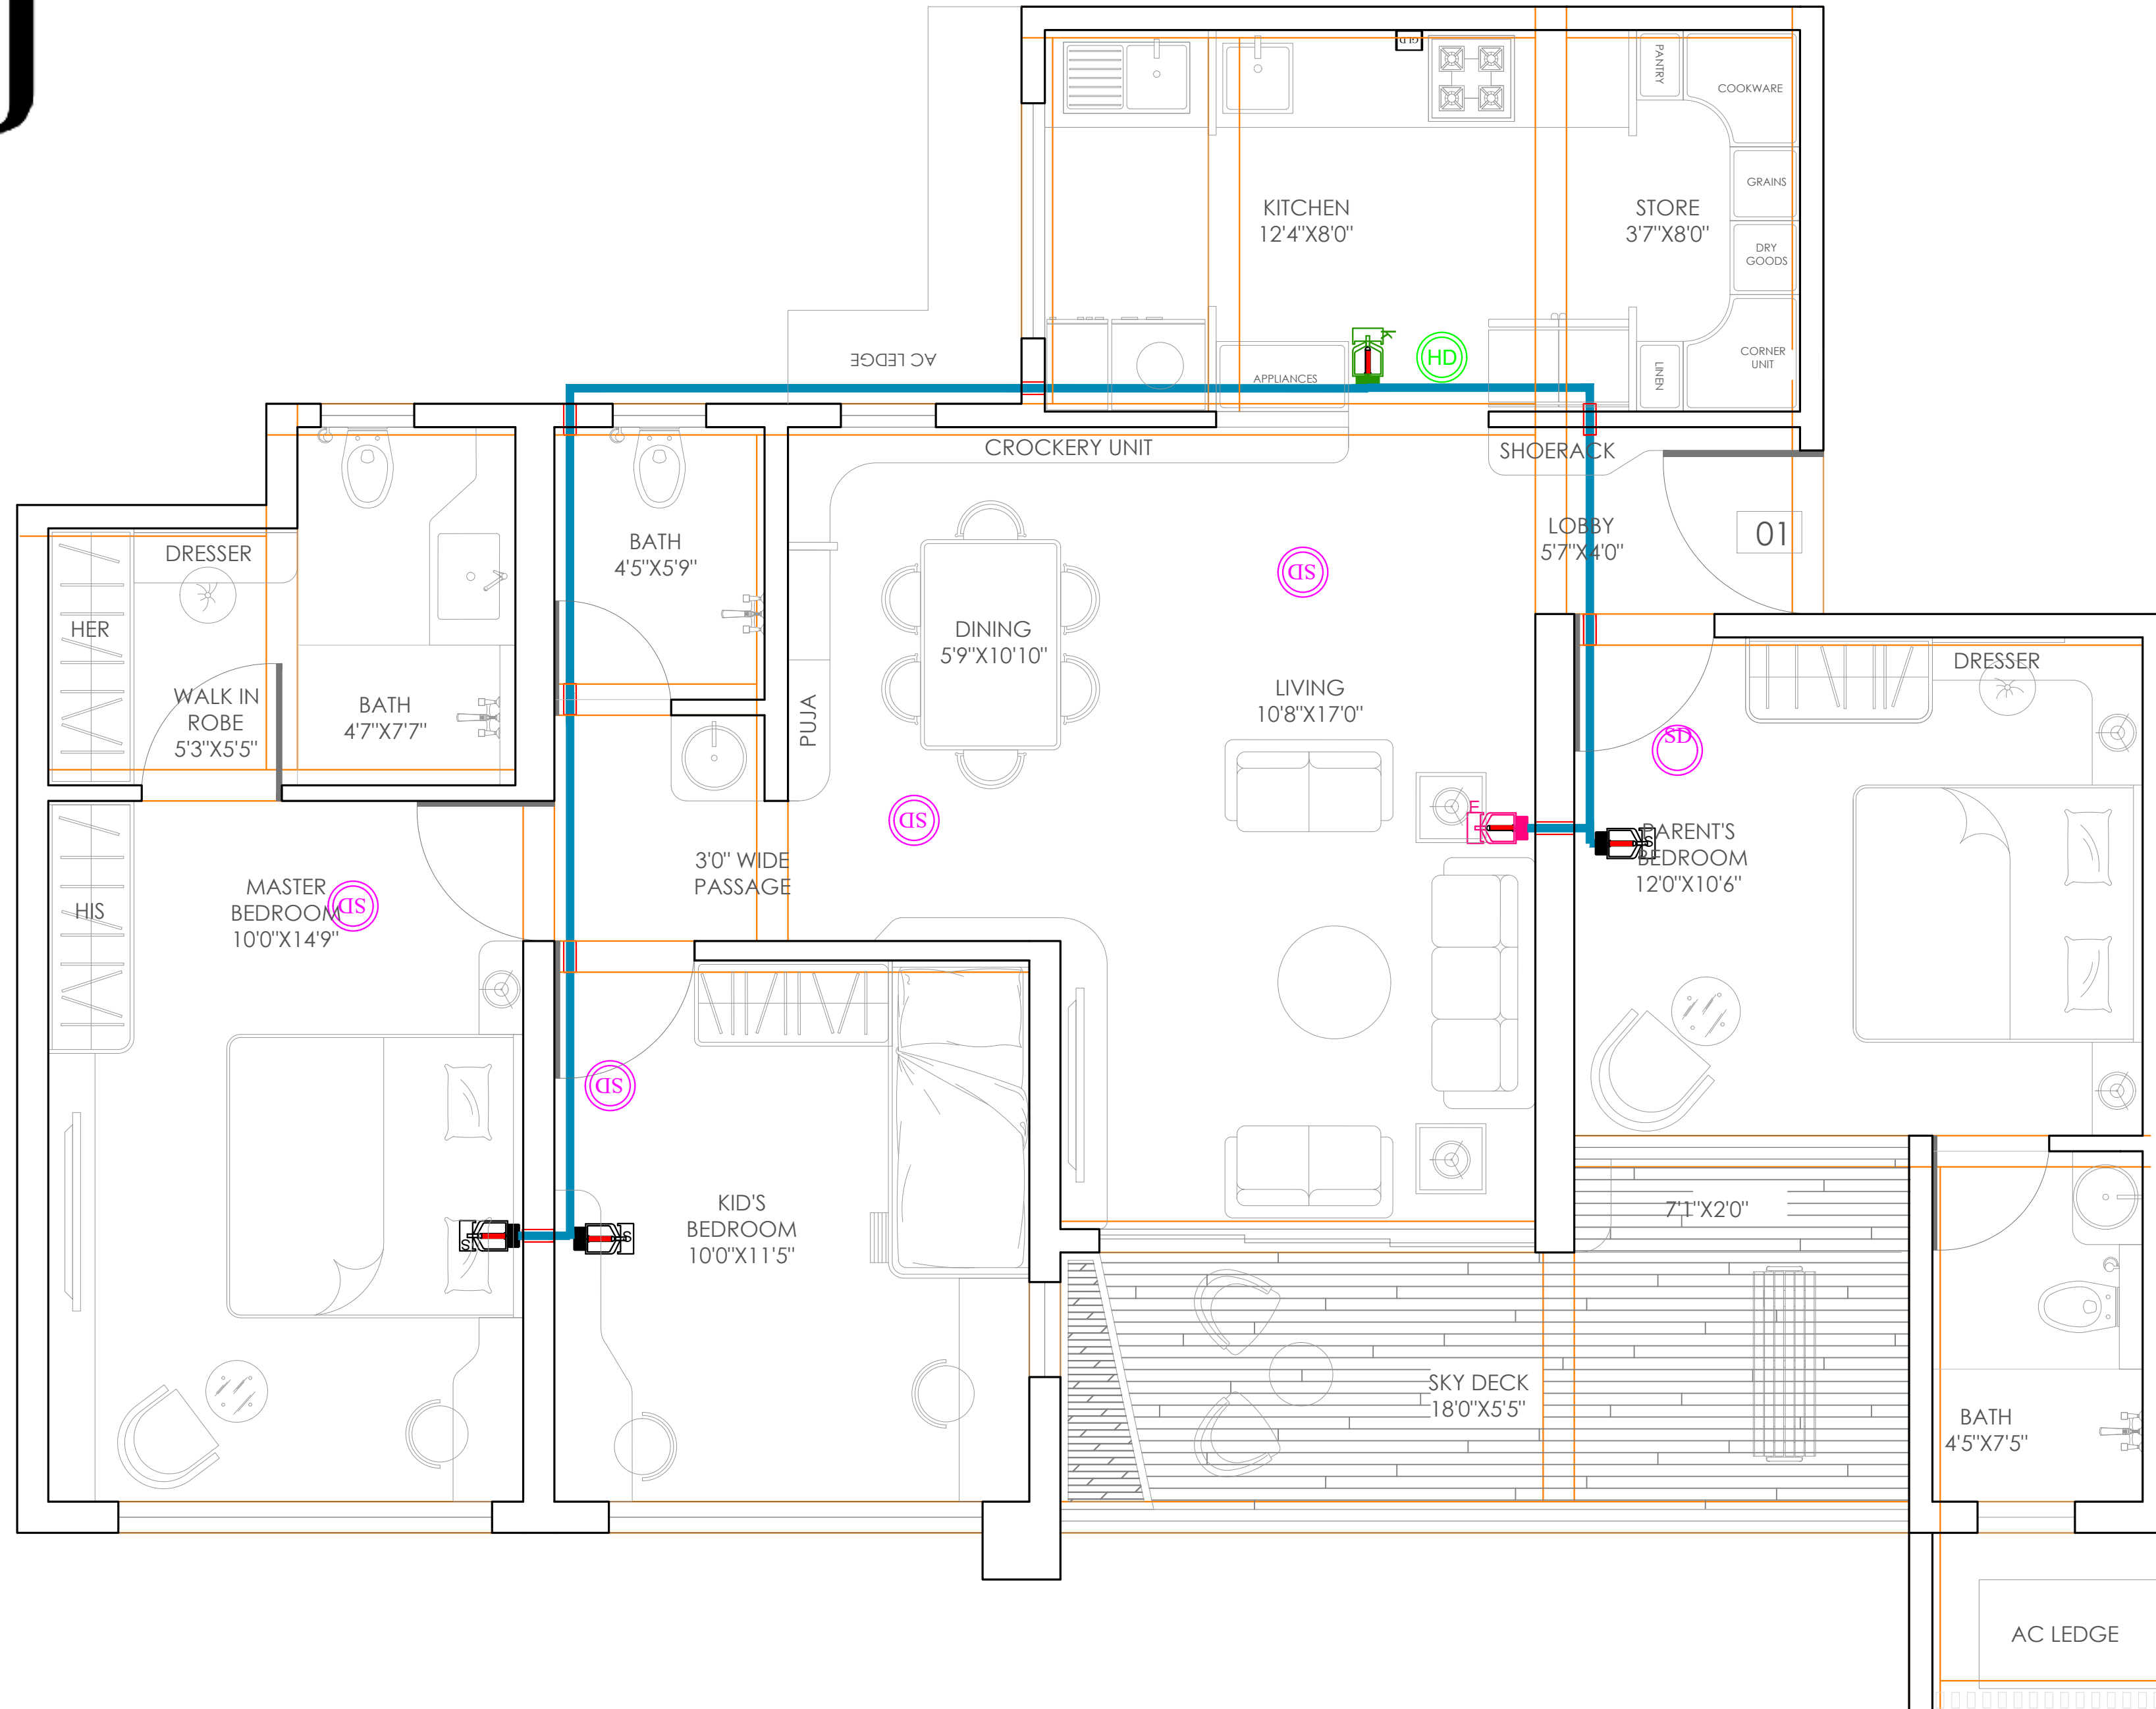 GLD
PANTRY
COOKWARE
GRAINS
DRY
GOODS
CORNER
UNIT
LINEN
KITCHEN
12'4"X8'0"
STORE
3'7"X8'0"
K
HD
APPLIANCES
AC LEDGE
CROCKERY UNIT
SHOERACK
LOBBY
5'7"X4'0"
01
DRESSER
HER
WALK IN
ROBE
5'3"X5'5"
BATH
4'7"X7'7"
BATH
4'5"X5'9"
PUJA
DINING
5'9"X10'10"
SD
LIVING
10'8"X17'0"
SD
DRESSER
SD
3'0" WIDE
PASSAGE
MASTER
BEDROOM
10'0"X14'9"
SD
HIS
PARENT'S
BEDROOM
12'0"X10'6"
S
SD
KID'S
BEDROOM
10'0"X11'5"
S
S
7'1"X2'0"
SKY DECK
18'0"X5'5"
BATH
4'5"X7'5"
AC LEDGE